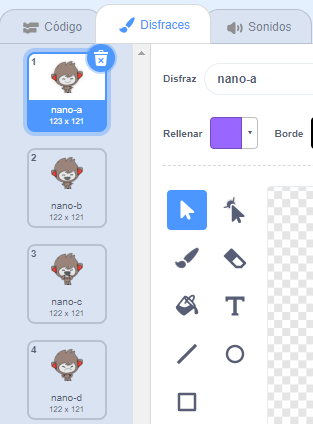 Código
Disfraces
Sonidos
1
nano-a
123 x 121
2
nano-b
122 x 121
3
nano-c
122 x 121
4
nano-d
122 x 121
Disfraz
nano-a
Rellenar
Borde
T